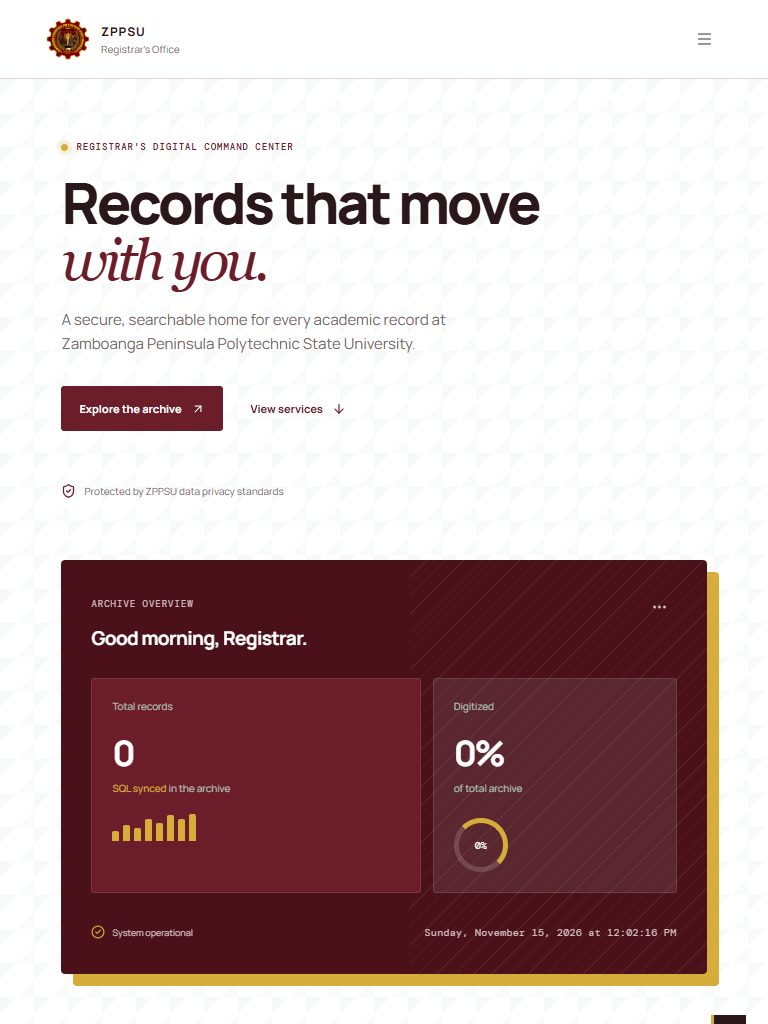 ZPPSU
Registrar's Office
REGISTRAR'S DIGITAL COMMAND CENTER
Records that move
with you.
A secure, searchable home for every academic record at
Zamboanga Peninsula Polytechnic State University.
Explore the archive
View services
Protected by ZPPSU data privacy standards
ARCHIVE OVERVIEW
Good morning, Registrar.
Total records
0
SQL synced in the archive
Digitized
0%
of total archive
0%
System operational
Sunday, November 15, 2026 at 12:02:16 PM